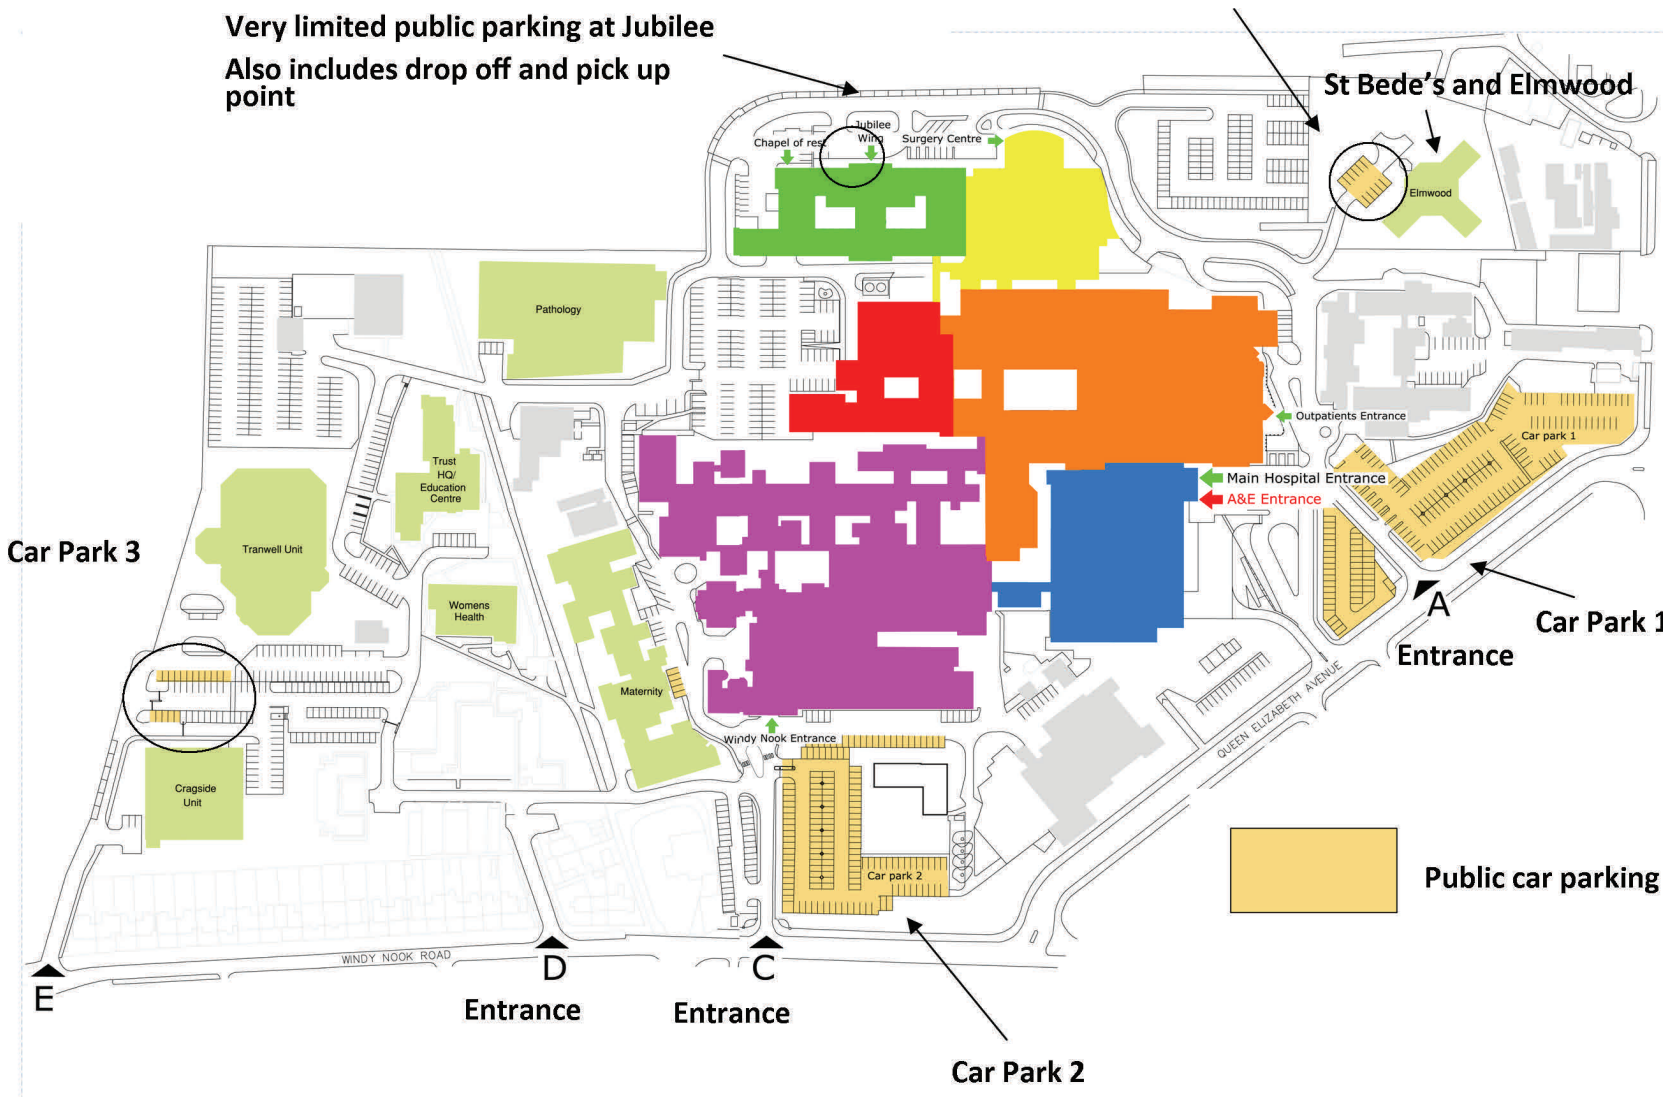 Very limited public parking at Jubilee
Also includes drop off and pick up
point
St Bede's and Elmwood
Jubilee
Wing
Chapel of rest
Surgery Centre
Elmwood
Pathology
Outpatients Entrance
Car park 1
Trust
HQ/
Education
Centre
Main Hospital Entrance
A&E Entrance
Car Park 3
Tranwell Unit
Womens
Health
A
Car Park 1
Entrance
Maternity
QUEEN ELIZABETH AVENUE
Windy Nook Entrance
Cragside
Unit
Car park 2
Public car parking
WINDY NOOK ROAD
E
D
C
Entrance
Entrance
Car Park 2